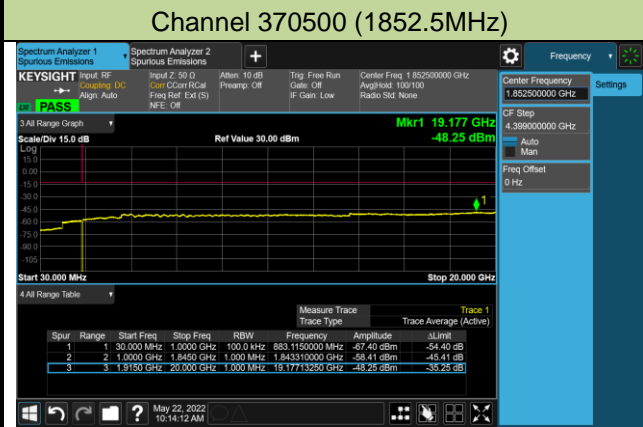 Channel 370500 (1852.5MHz)
Spectrum Analyzer 1
Spurious Emissions
Spectrum Analyzer 2
Spurious Emissions
+
Frequency
KEYSIGHT
Input: RF
Coupling: DC
Align: Auto
Input Z: 50 Ω
Corr CCorr RCal
Freq Ref: Ext (S)
NFE: Off
Atten: 10 dB
Preamp: Off
Trig: Free Run
Gate: Off
IF Gain: Low
Center Freq: 1.852500000 GHz
Avg|Hold: 100/100
Radio Std: None
PASS
Center Frequency
1.852500000 GHz
Settings
CF Step
4.399000000 GHz
Auto
Man
Freq Offset
0 Hz
3 All Range Graph
Mkr1 19.177 GHz
Scale/Div 15.0 dB
Ref Value 30.00 dBm
-48.25 dBm
Log
15.0
0.00
-15.0
-30.0
-45.0
-60.0
-75.0
-90.0
-105
1
Start 30.000 MHz
Stop 20.000 GHz
4 All Range Table
Measure Trace Trace 1
Trace Type Trace Average (Active)
Spur Range Start Freq Stop Freq RBW Frequency Amplitude ΔLimit
1 1 30.000 MHz 1.0000 GHz 100.0 kHz 883.1150000 MHz -67.40 dBm -54.40 dB
2 2 1.0000 GHz 1.8450 GHz 1.000 MHz 1.843310000 GHz -58.41 dBm -45.41 dB
3 3 1.9150 GHz 20.000 GHz 1.000 MHz 19.17713250 GHz -48.25 dBm -35.25 dB
?
May 22, 2022
10:14:12 AM